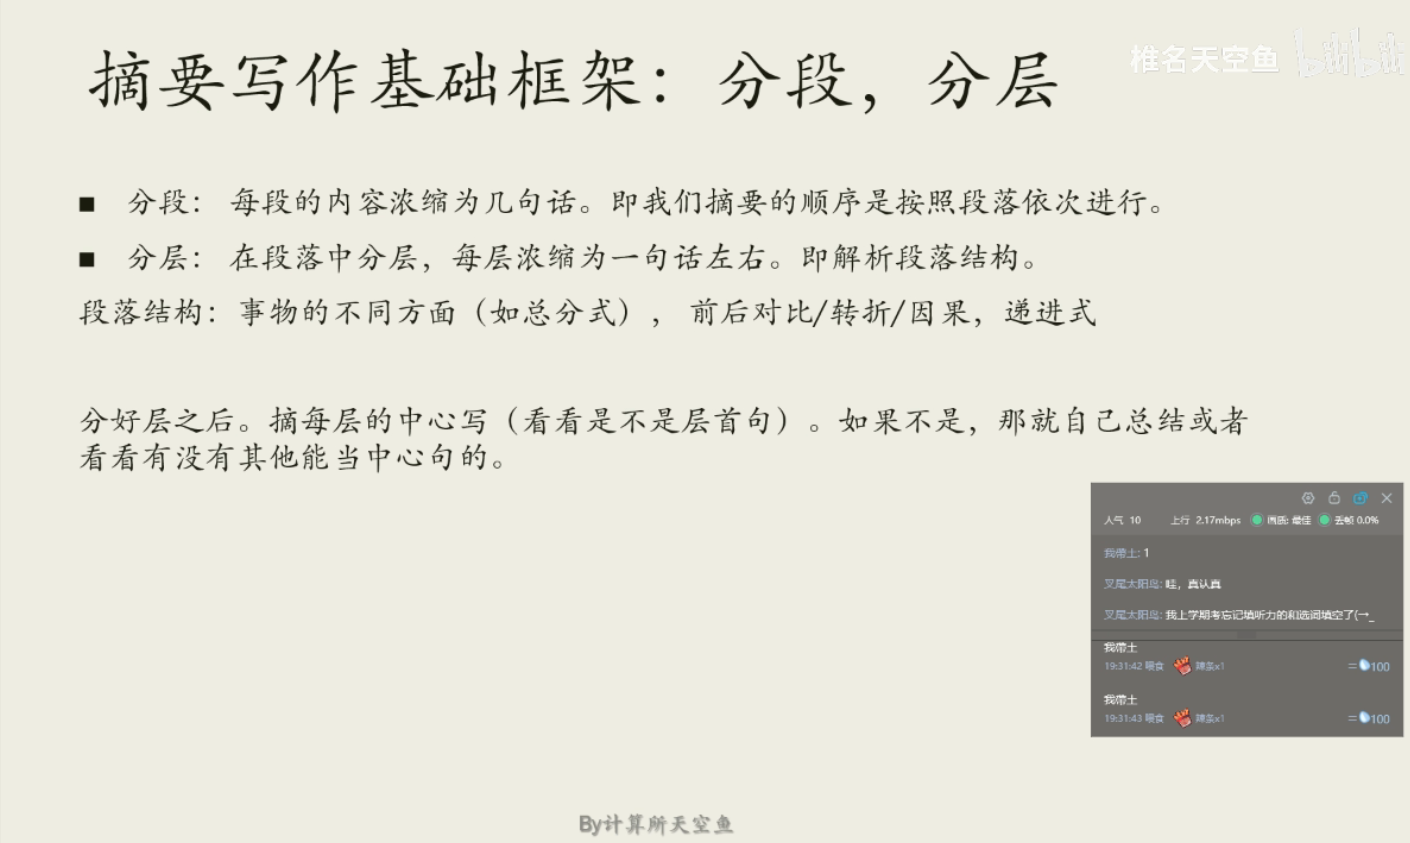 摘要写作基础框架：分段，分层
椎名天空鱼 bilibili
■ 分段： 每段的内容浓缩为几句话。即我们摘要的顺序是按照段落依次进行。
■ 分层： 在段落中分层，每层浓缩为一句话左右。即解析段落结构。
段落结构：事物的不同方面（如总分式）， 前后对比/转折/因果，递进式
分好层之后。摘每层的中心写（看看是不是层首句）。如果不是，那就自己总结或者
看看有没有其他能当中心句的。
人气 10 上行 2.17mbps 画质: 最佳 丢帧 0.0%
我带土: 1
叉尾太阳鸟: 哇，真认真
叉尾太阳鸟: 我上学期考忘记填听力的和选词填空了(→_
我带土
19:31:42 喂食 辣条x1 =100
我带土
19:31:43 喂食 辣条x1 =100
By计算所天空鱼